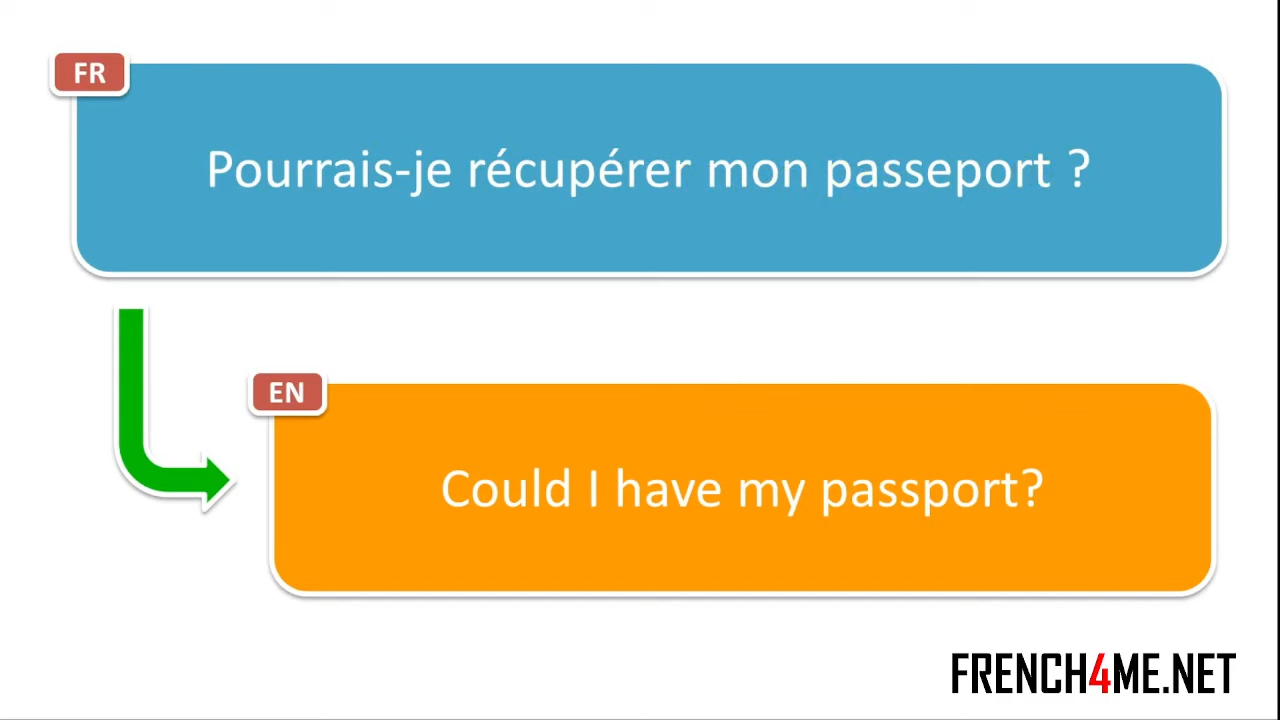 FR
Pourrais-je récupérer mon passeport ?
EN
Could I have my passport?
FRENCH4ME.NET